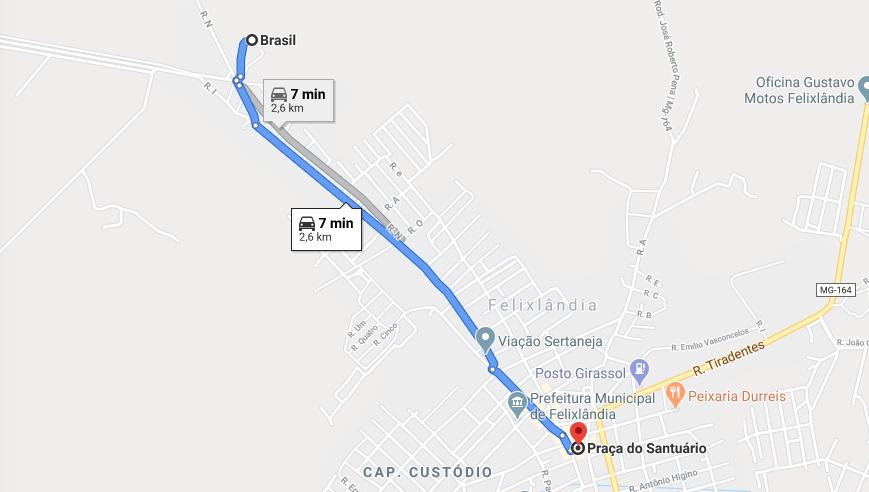 R. N
Brasil
Rod. José Roberto Pena / Mg-764
Oficina Gustavo
Motos Felixlândia
R. I
7 min
2,6 km
R. e
R. A
R. O
R. N
7 min
2,6 km
R. A
R. E
R. C
R. B
MG-164
Felixlândia
R. Um
R. Quatro
R. Cinco
Viação Sertaneja
R. Emílio Vasconcelos
R. I
R. João
R. Tiradentes
Posto Girassol
Prefeitura Municipal
de Felixlândia
Peixaria Durreis
Praça do Santuário
CAP. CUSTÓDIO
R. Antônio Higino